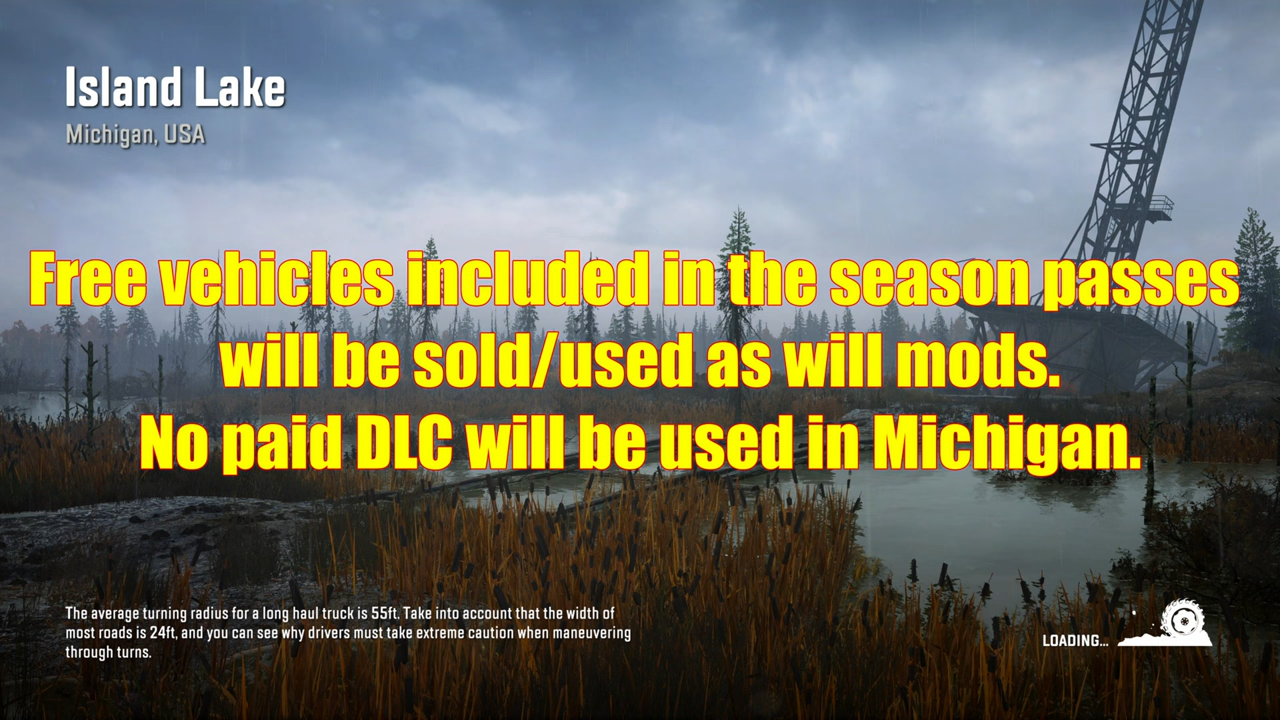 Island Lake
Michigan, USA
Free vehicles included in the season passes
will be sold/used as will mods.
No paid DLC will be used in Michigan.
The average turning radius for a long haul truck is 55ft. Take into account that the width of
most roads is 24ft, and you can see why drivers must take extreme caution when maneuvering
through turns.
LOADING...